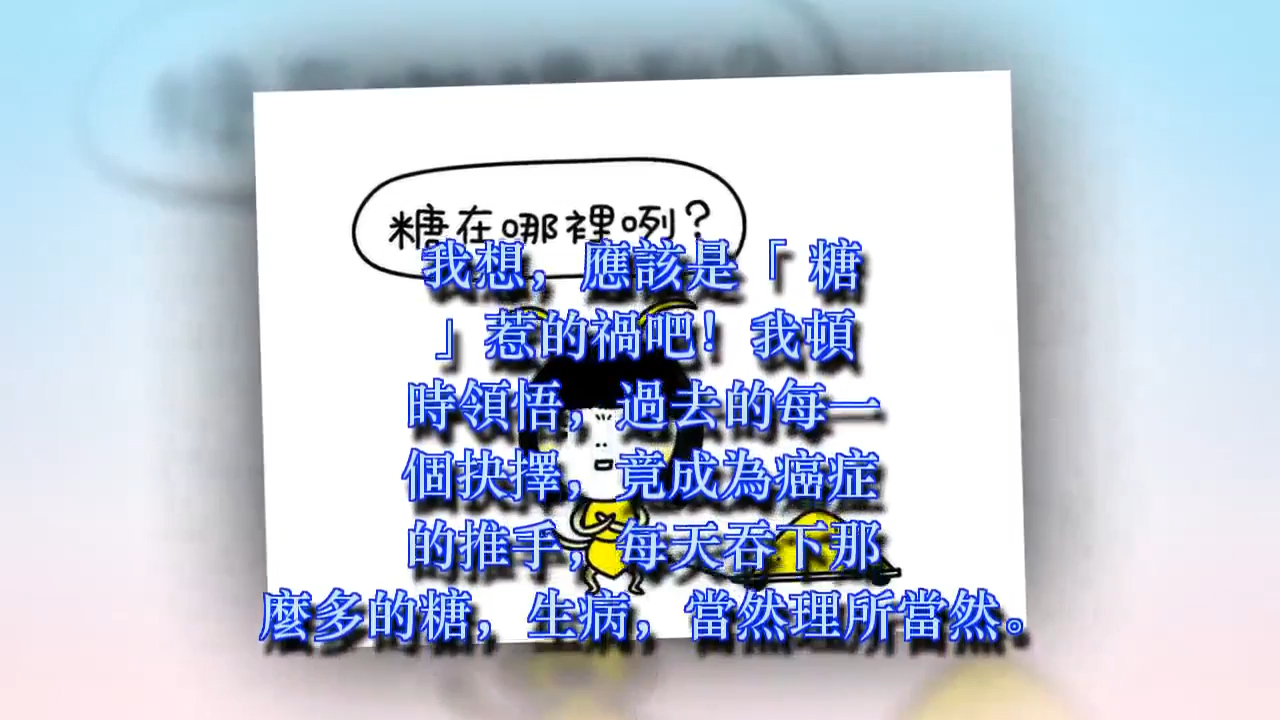 糖在哪裡咧？
我想，應該是「 糖
」惹的禍吧！我頓
時領悟，過去的每一
個抉擇，竟成為癌症
的推手，每天吞下那
麼多的糖，生病，當然理所當然。